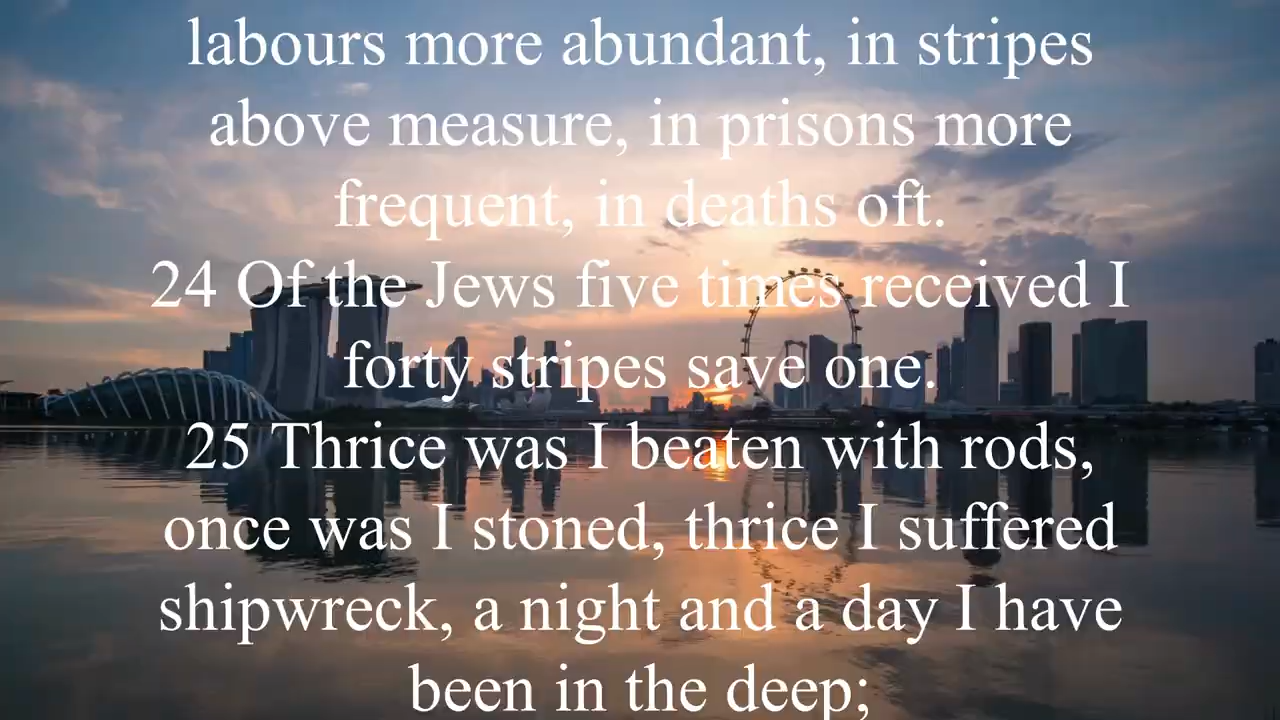 labours more abundant, in stripes
above measure, in prisons more
frequent, in deaths oft.
24 Of the Jews five times received I
forty stripes save one.
25 Thrice was I beaten with rods,
once was I stoned, thrice I suffered
shipwreck, a night and a day I have
been in the deep;